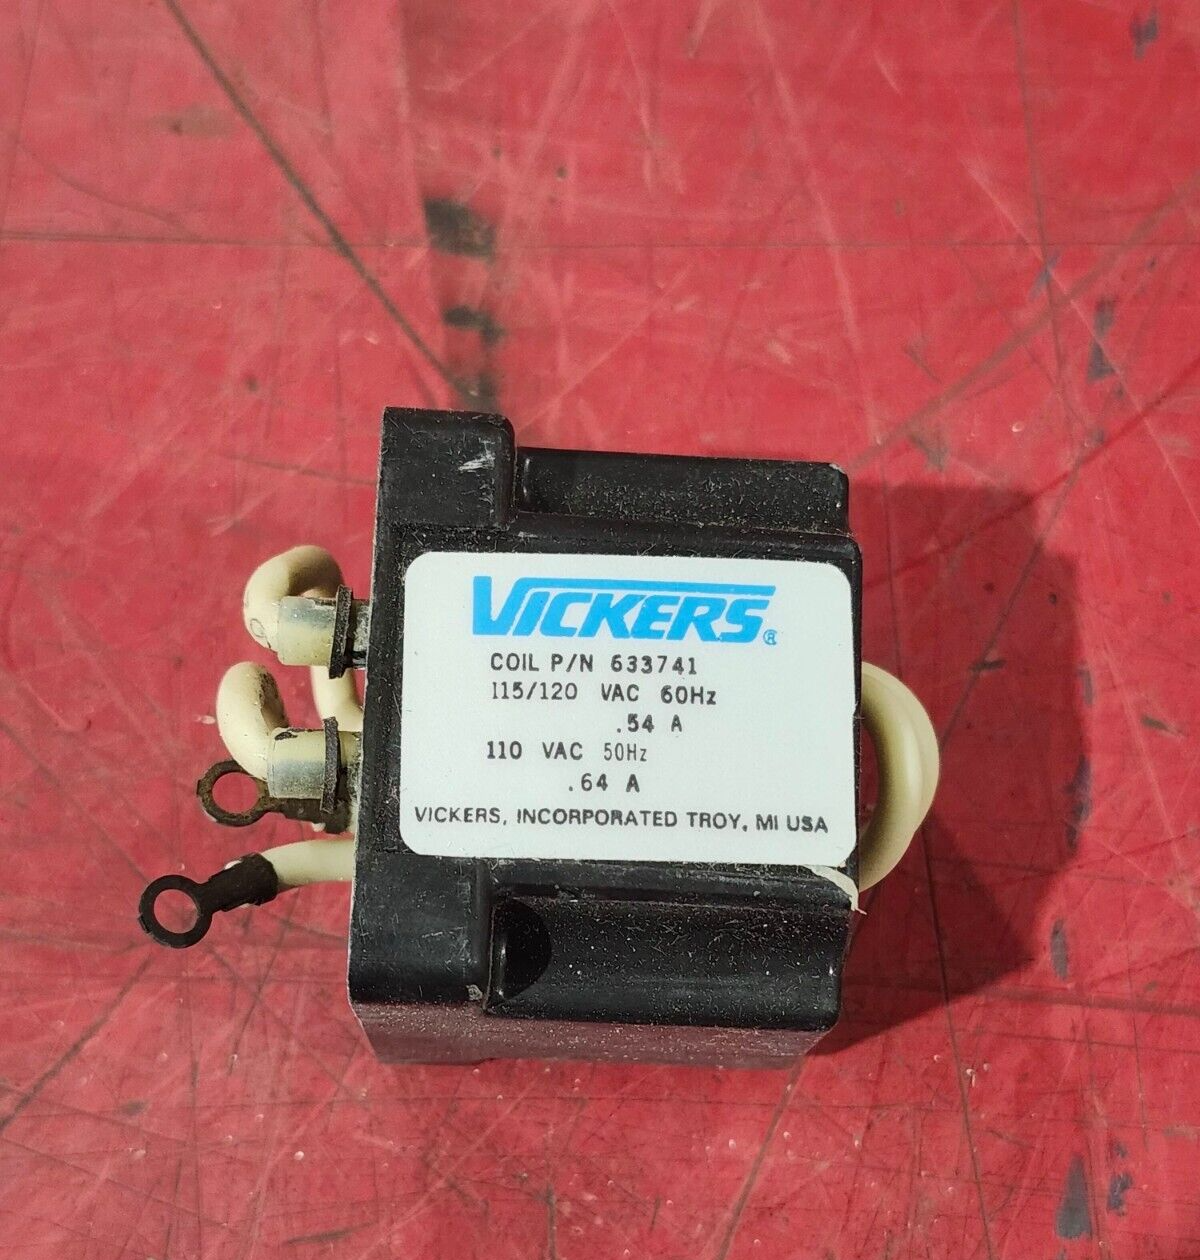 VICKERS®
COIL P/N 633741
115/120 VAC 60Hz
.54 A
110 VAC 50Hz
.64 A
VICKERS, INCORPORATED TROY, MI USA